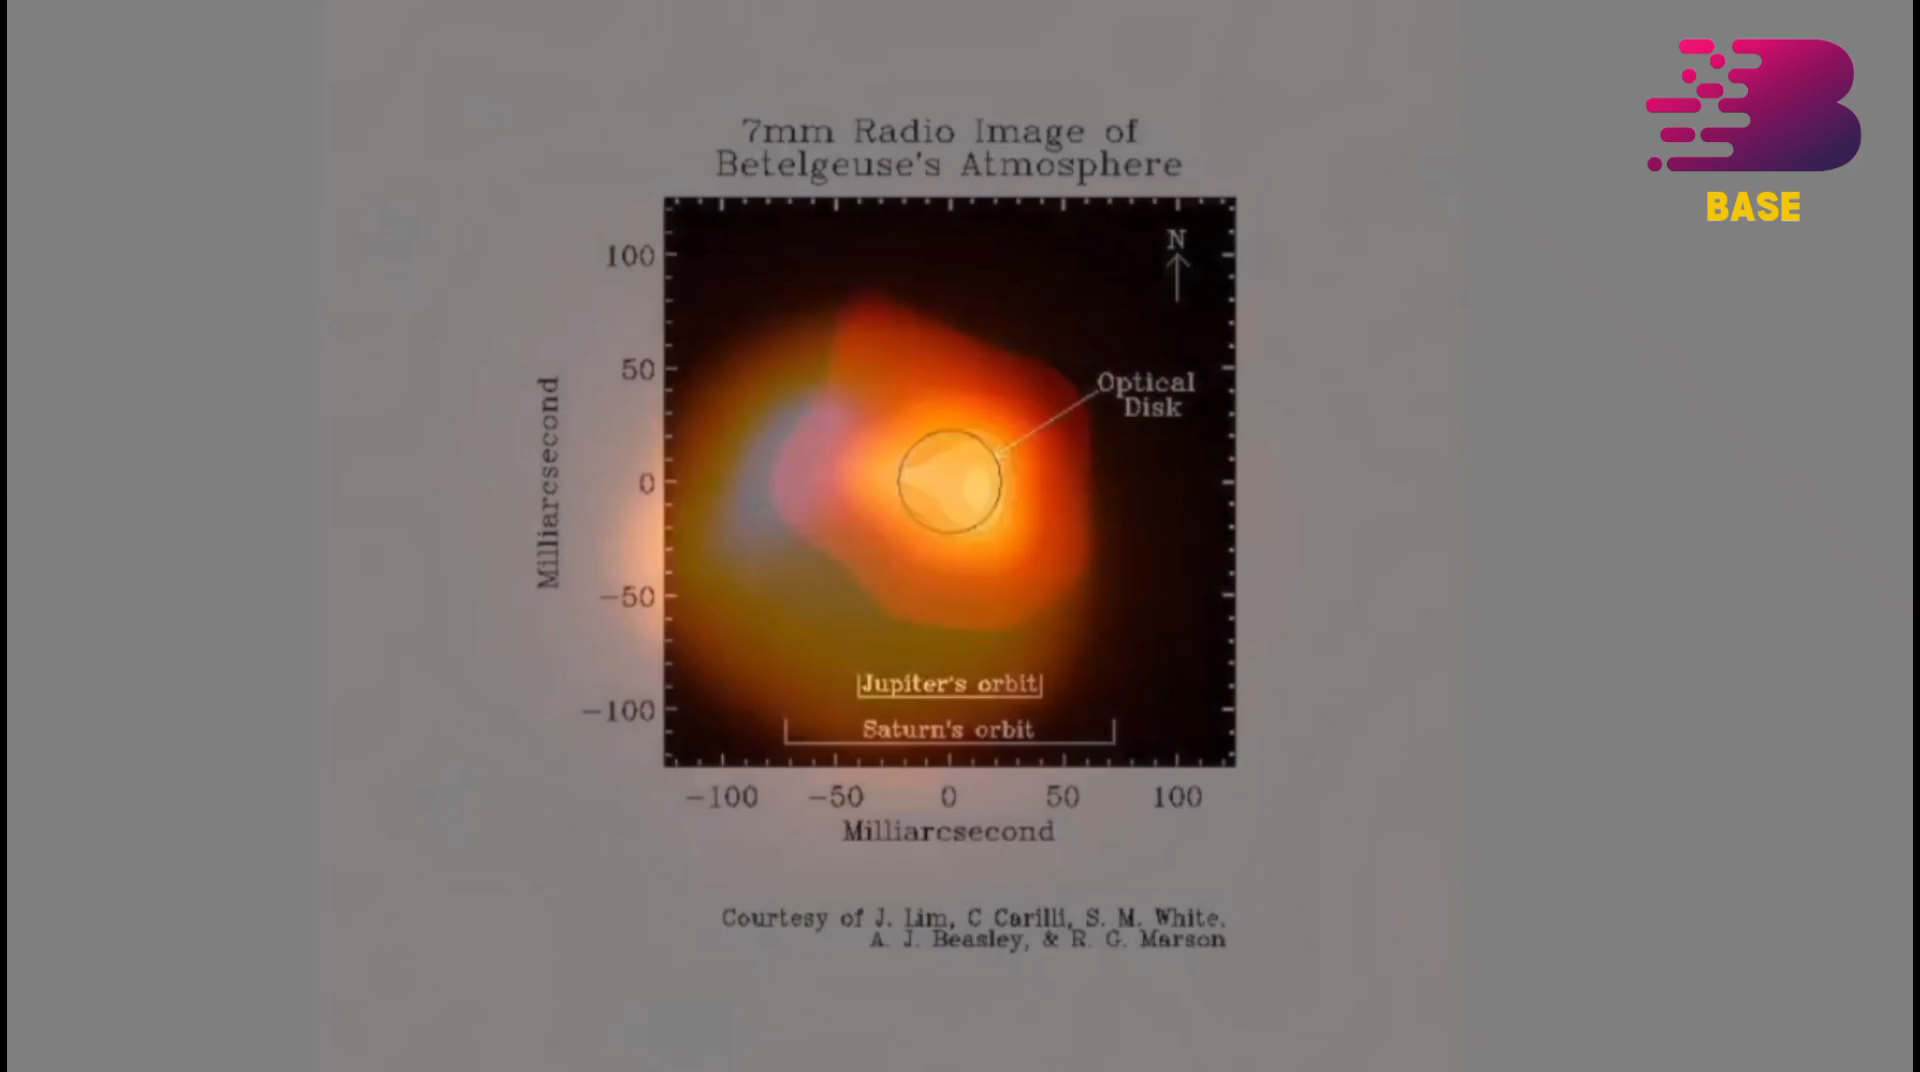 BASE
7mm Radio Image of
Betelgeuse's Atmosphere
N
100
50
0
-50
-100
Milliarcsecond
Optical
Disk
Jupiter's orbit
Saturn's orbit
-100 -50 0 50 100
Milliarcsecond
Courtesy of J. Lim, C Carilli, S. M. White,
A. J. Beasley, & R. G. Marson